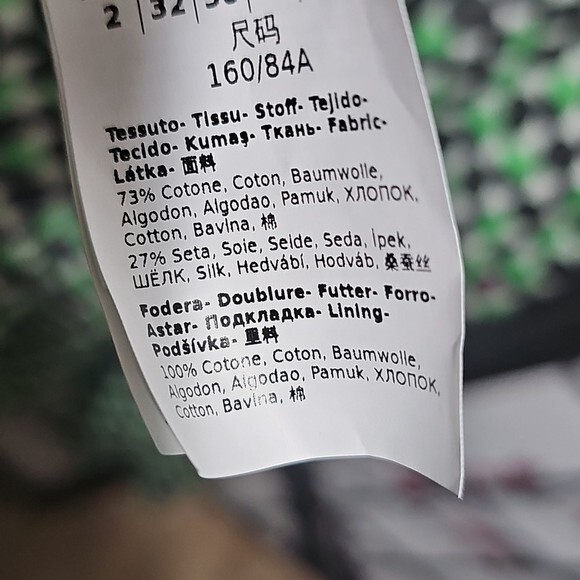 2 | 32
尺码
160/84A
Tessuto- Tissu- Stoff- Tejido-
Tecido- Kumaş- Ткань- Fabric-
Látka- 面料
73% Cotone, Coton, Baumwolle,
Algodon, Algodao, Pamuk, ХЛОПОК,
Cotton, Bavlna, 棉
27% Seta, Soie, Seide, Seda, İpek,
ШЁЛК, Silk, Hedvábí, Hodváb, 桑蚕丝
Fodera- Doublure- Futter- Forro-
Astar- Подкладка- Lining-
Podšívka- 里料
100% Cotone, Coton, Baumwolle,
Algodon, Algodao, Pamuk, ХЛОПОК,
Cotton, Bavlna, 棉